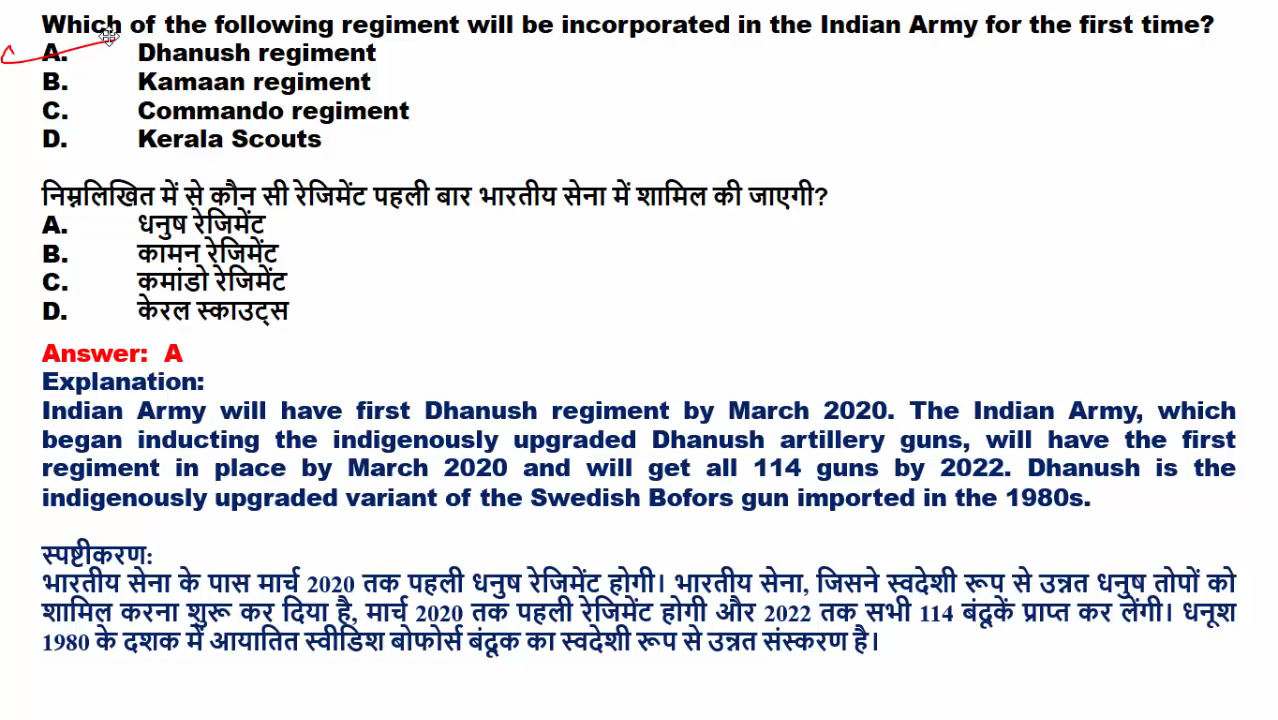 Which of the following regiment will be incorporated in the Indian Army for the first time?
A. Dhanush regiment
B. Kamaan regiment
C. Commando regiment
D. Kerala Scouts
निम्नलिखित में से कौन सी रेजिमेंट पहली बार भारतीय सेना में शामिल की जाएगी?
A. धनुष रेजिमेंट
B. कामन रेजिमेंट
C. कमांडो रेजिमेंट
D. केरल स्काउट्स
Answer: A
Explanation:
Indian Army will have first Dhanush regiment by March 2020. The Indian Army, which
began inducting the indigenously upgraded Dhanush artillery guns, will have the first
regiment in place by March 2020 and will get all 114 guns by 2022. Dhanush is the
indigenously upgraded variant of the Swedish Bofors gun imported in the 1980s.
स्पष्टीकरण:
भारतीय सेना के पास मार्च 2020 तक पहली धनुष रेजिमेंट होगी। भारतीय सेना, जिसने स्वदेशी रूप से उन्नत धनुष तोपों को
शामिल करना शुरू कर दिया है, मार्च 2020 तक पहली रेजिमेंट होगी और 2022 तक सभी 114 बंदूकें प्राप्त कर लेंगी। धनूश
1980 के दशक में आयातित स्वीडिश बोफोर्स बंदूक का स्वदेशी रूप से उन्नत संस्करण है।